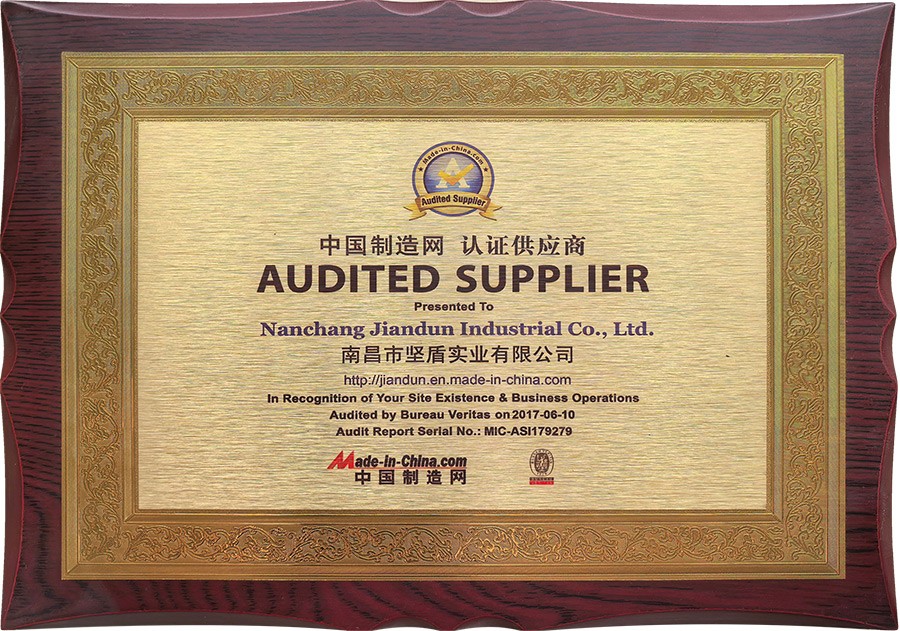 Made-in-China.com
Audited Supplier
中国制造网 认证供应商
AUDITED SUPPLIER
Presented To
Nanchang Jiandun Industrial Co., Ltd.
南昌市坚盾实业有限公司
http://jiandun.en.made-in-china.com
In Recognition of Your Site Existence & Business Operations
Audited by Bureau Veritas on 2017-06-10
Audit Report Serial No.: MIC-ASI179279
Made-in-China.com
中国制造网